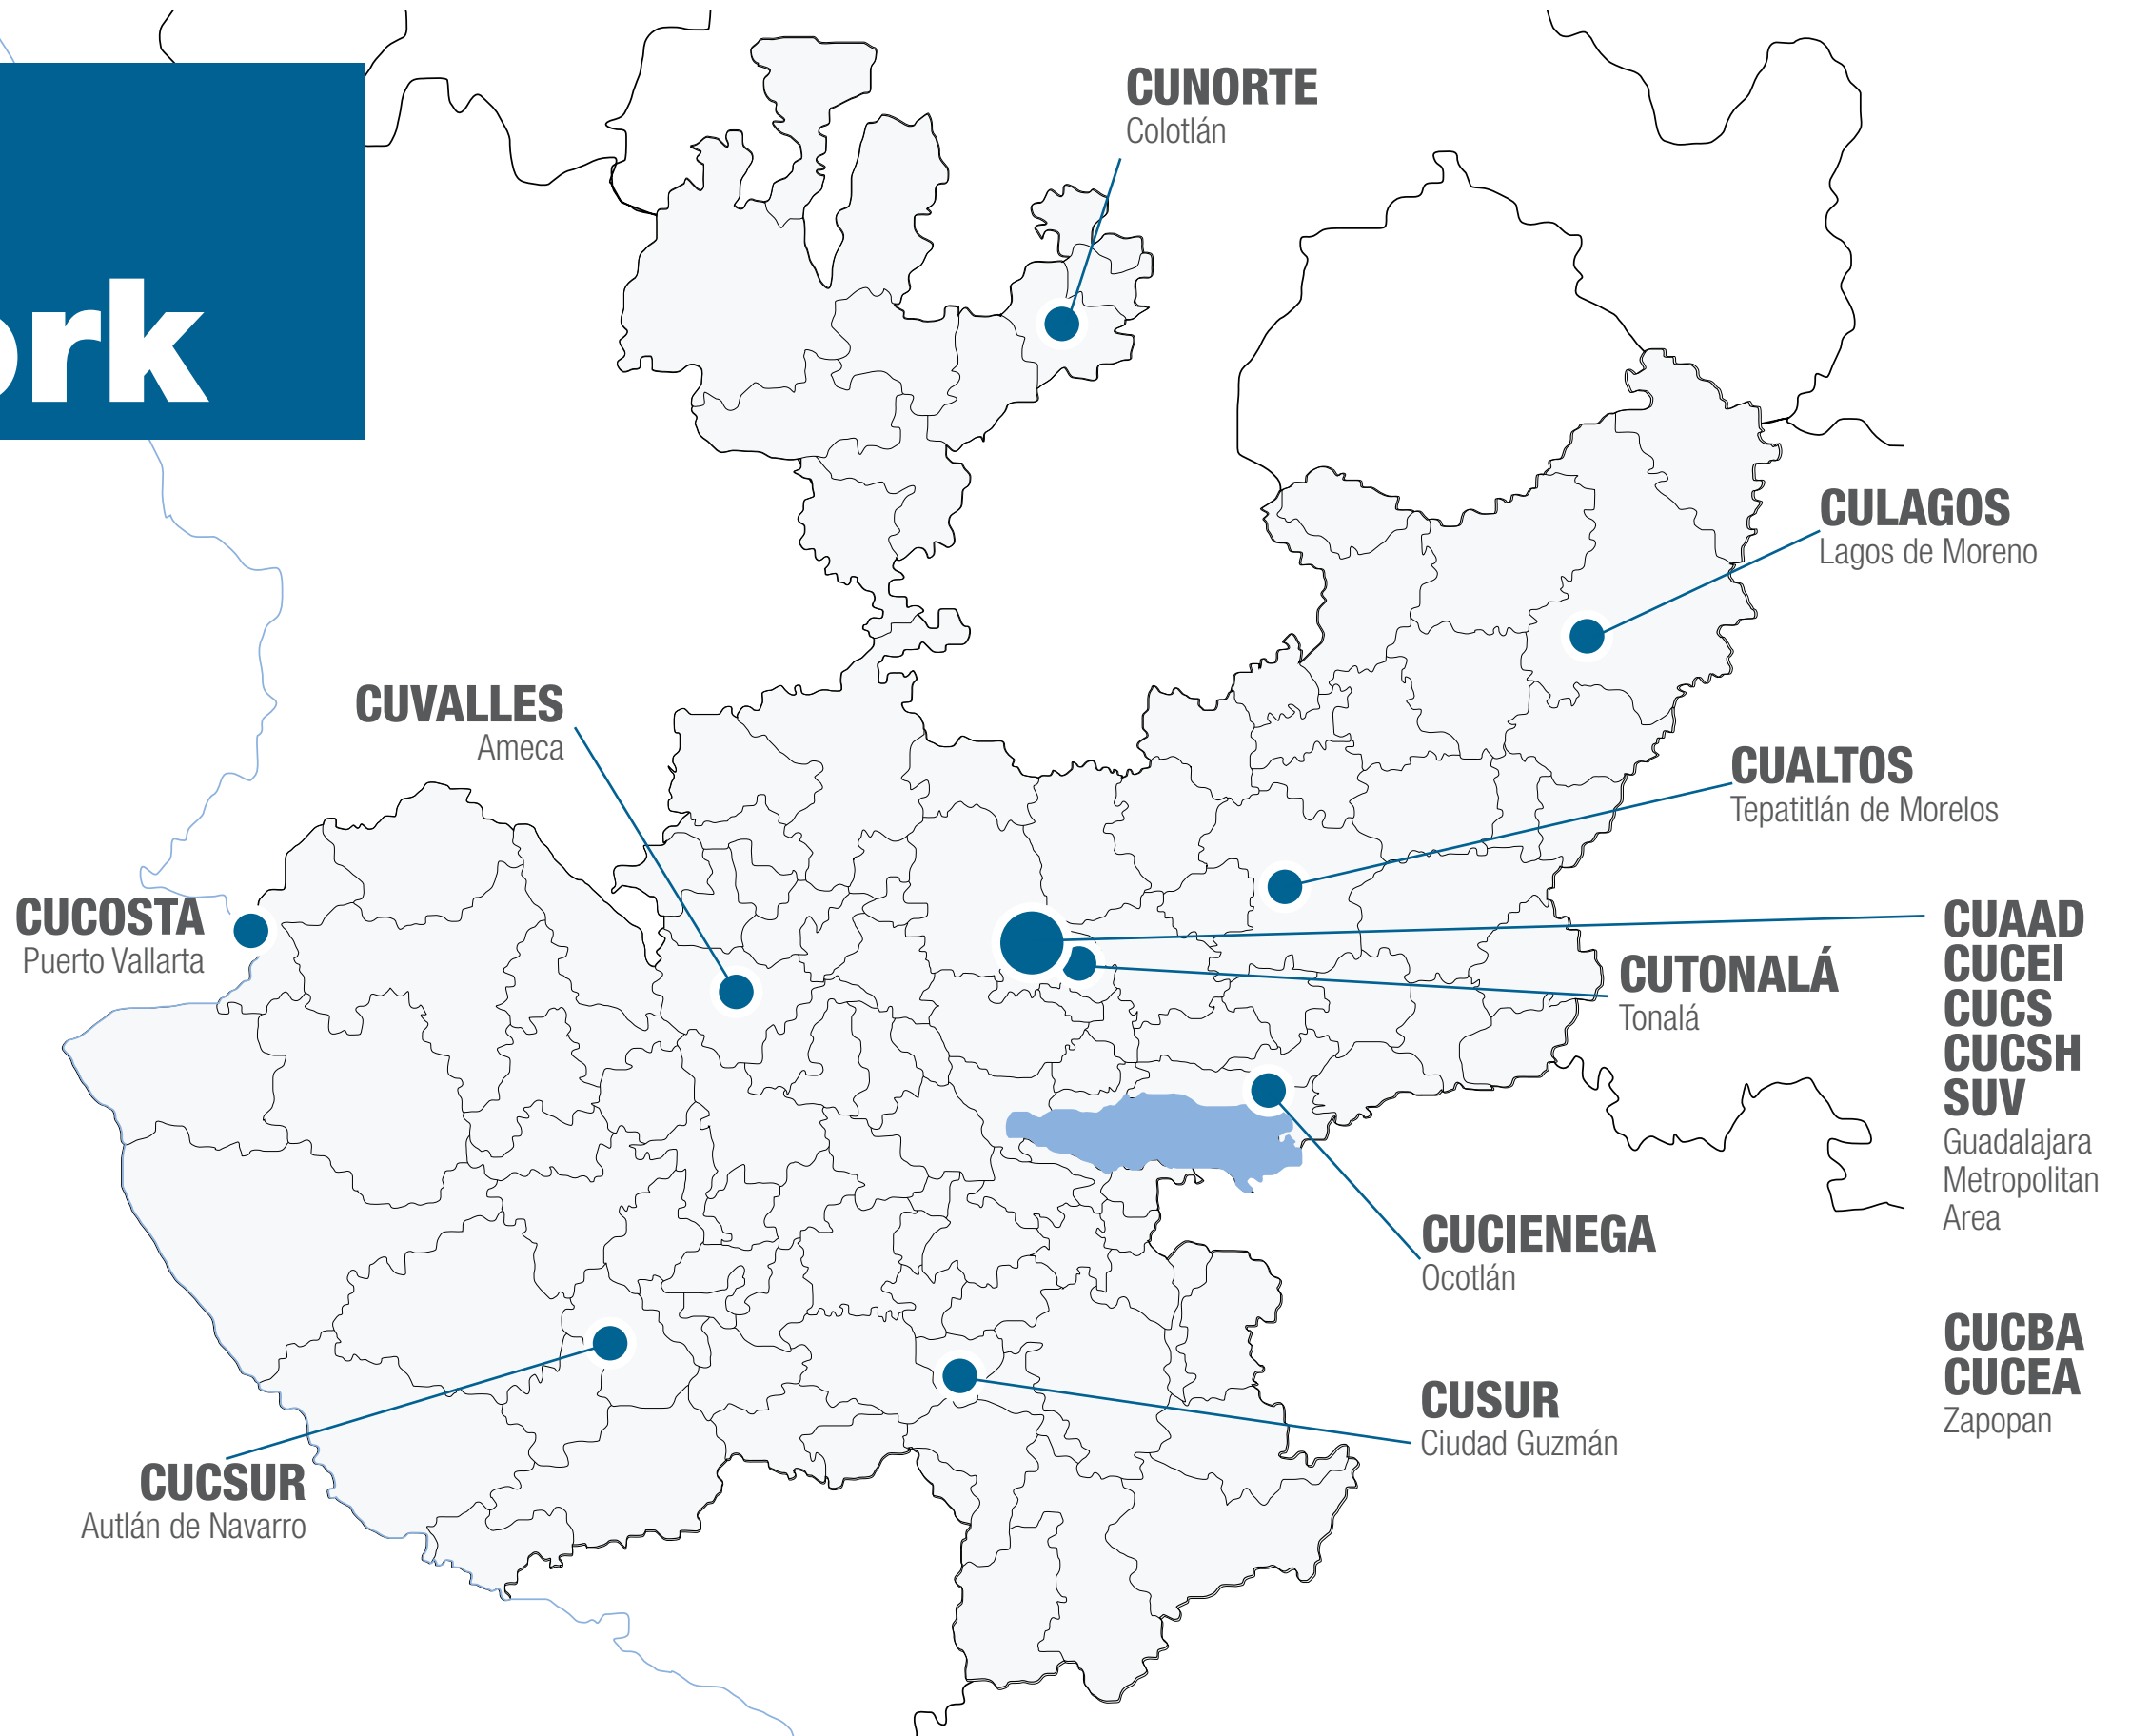 ork
CUNORTE
Colotlán
CULAGOS
Lagos de Moreno
CUVALLES
Ameca
CUALTOS
Tepatitlán de Morelos
CUCOSTA
Puerto Vallarta
CUAAD
CUCEI
CUCS
CUCSH
SUV
Guadalajara
Metropolitan
Area
CUTONALÁ
Tonalá
CUCIENEGA
Ocotlán
CUCBA
CUCEA
Zapopan
CUSUR
Ciudad Guzmán
CUCSUR
Autlán de Navarro